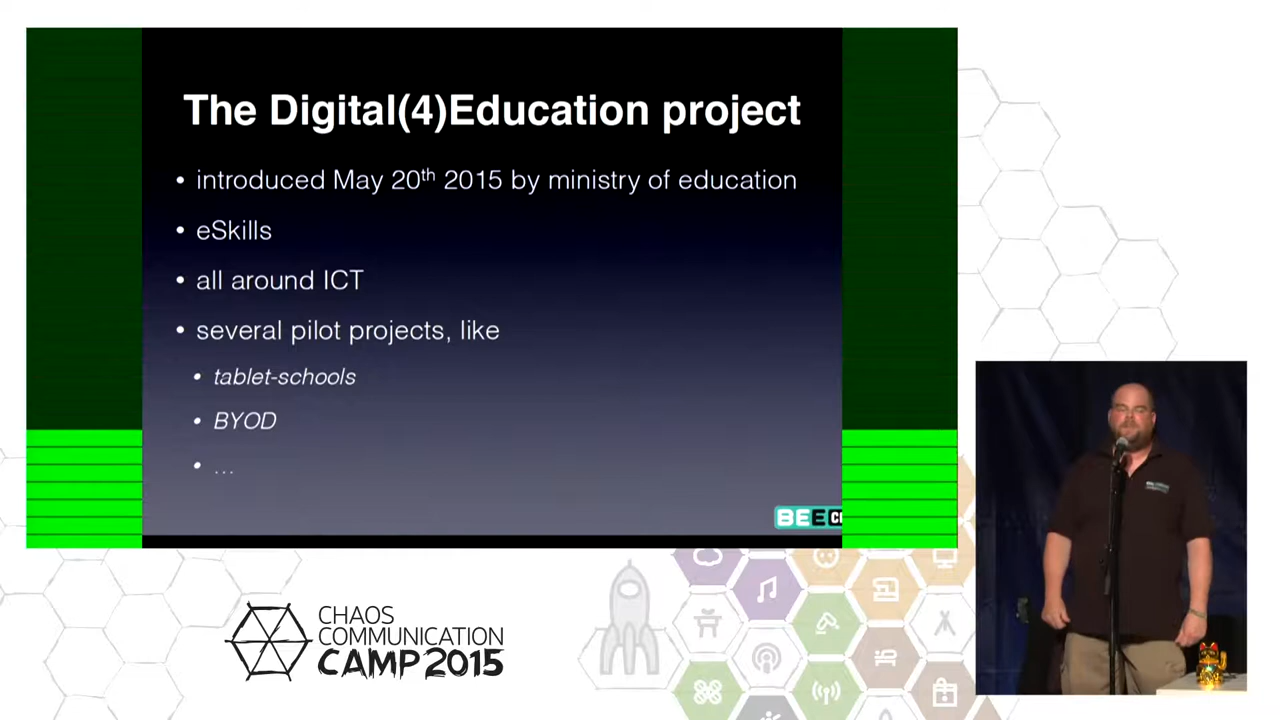 The Digital(4)Education project
• introduced May 20th 2015 by ministry of education
• eSkills
• all around ICT
• several pilot projects, like
• tablet-schools
• BYOD
• …
BEE
CHAOS
COMMUNICATION
CAMP 2015